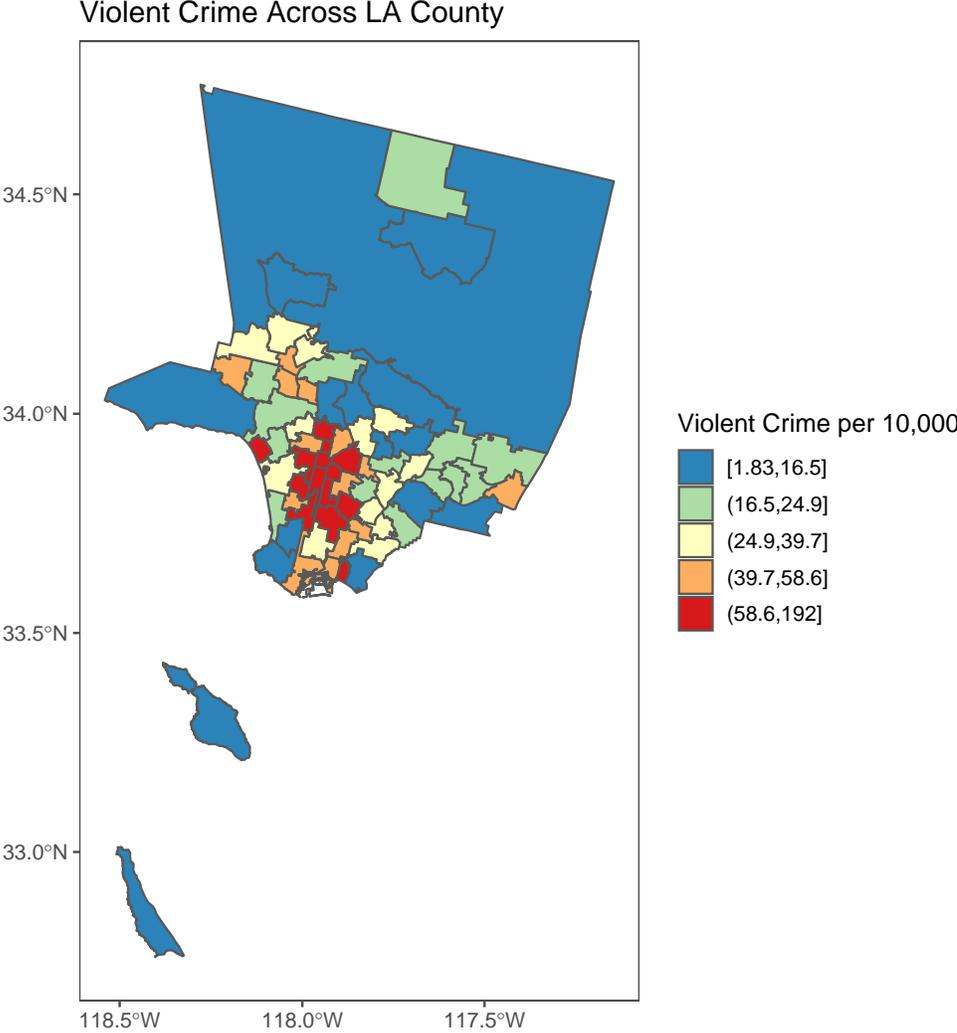 Violent Crime Across LA County
34.5°N
34.0°N
33.5°N
33.0°N
118.5°W 118.0°W 117.5°W
Violent Crime per 10,000
[1.83,16.5]
(16.5,24.9]
(24.9,39.7]
(39.7,58.6]
(58.6,192]